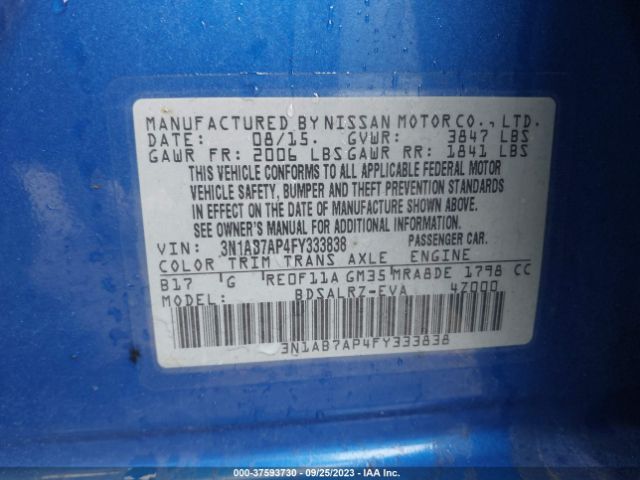 MANUFACTURED BY NISSAN MOTOR CO., LTD.
DATE: 08/15. GVWR: 3847 LBS
GAWR FR: 2006 LBS GAWR RR: 1841 LBS
THIS VEHICLE CONFORMS TO ALL APPLICABLE FEDERAL MOTOR
VEHICLE SAFETY, BUMPER AND THEFT PREVENTION STANDARDS
IN EFFECT ON THE DATE OF MANUFACTURE SHOWN ABOVE.
SEE OWNER'S MANUAL FOR ADDITIONAL INFORMATION.
VIN: 3N1AB7AP4FY333838 PASSENGER CAR.
COLOR TRIM TRANS AXLE ENGINE
B17 G RE0F11A GM35 MRA8DE 1798 CC
MODEL: BDSALRZ-EVA 4Z000
3N1AB7AP4FY333838
000-37593730 - 09/25/2023 - IAAI.com